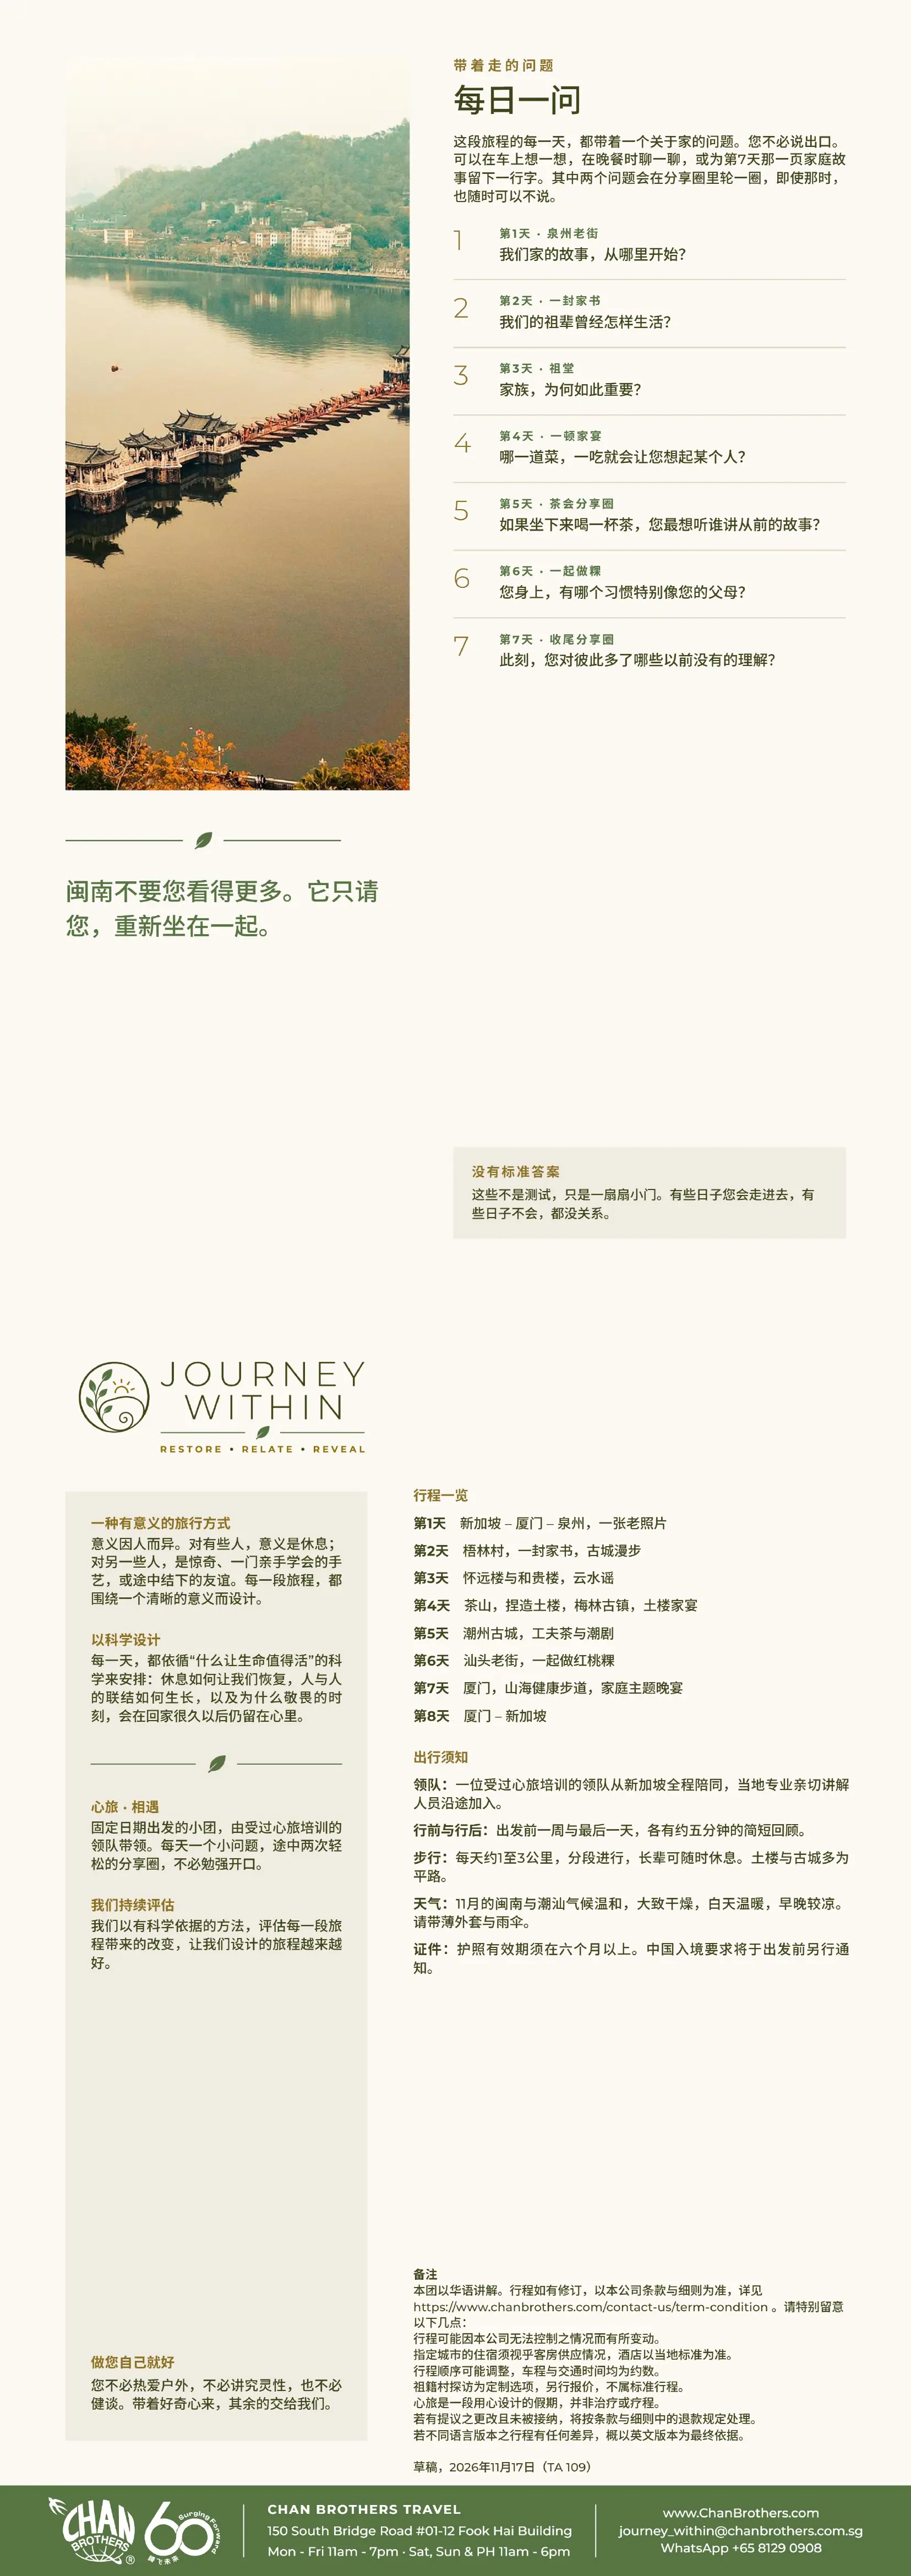 带着走的问题
每日一问
这段旅程的每一天，都带着一个关于家的问题。您不必说出口。
可以在车上想一想，在晚餐时聊一聊，或为第7天那一页家庭故
事留下一行字。其中两个问题会在分享圈里轮一圈，即使那时，
也随时可以不说。
1
第1天 · 泉州老街
我们家的故事，从哪里开始？
2
第2天 · 一封家书
我们的祖辈曾经怎样生活？
3
第3天 · 祖堂
家族，为何如此重要？
4
第4天 · 一顿家宴
哪一道菜，一吃就会让您想起某个人？
5
第5天 · 茶会分享圈
如果坐下来喝一杯茶，您最想听谁讲从前的故事？
6
第6天 · 一起做粿
您身上，有哪个习惯特别像您的父母？
7
第7天 · 收尾分享圈
此刻，您对彼此多了哪些以前没有的理解？
闽南不要您看得更多。它只请
您，重新坐在一起。
没有标准答案
这些不是测试，只是一扇扇小门。有些日子您会走进去，有
些日子不会，都没关系。
JOURNEY
WITHIN
RESTORE • RELATE • REVEAL
一种有意义的旅行方式
意义因人而异。对有些人，意义是休息；
对另一些人，是惊奇、一门亲手学会的手
艺，或途中结下的友谊。每一段旅程，都
围绕一个清晰的意义而设计。
以科学设计
每一天，都依循“什么让生命值得活”的科
学来安排：休息如何让我们恢复，人与人
的联结如何生长，以及为什么敬畏的时
刻，会在回家很久以后仍留在心里。
心旅 · 相遇
固定日期出发的小团，由受过心旅培训的
领队带领。每天一个小问题，途中两次轻
松的分享圈，不必勉强开口。
我们持续评估
我们以有科学依据的方法，评估每一段旅
程带来的改变，让我们设计的旅程越来越
好。
做您自己就好
您不必热爱户外，不必讲究灵性，也不必
健谈。带着好奇心来，其余的交给我们。
行程一览
第1天 新加坡 – 厦门 – 泉州，一张老照片
第2天 梧林村，一封家书，古城漫步
第3天 怀远楼与和贵楼，云水谣
第4天 茶山，捏造土楼，梅林古镇，土楼家宴
第5天 潮州古城，工夫茶与潮剧
第6天 汕头老街，一起做红桃粿
第7天 厦门，山海健康步道，家庭主题晚宴
第8天 厦门 – 新加坡
出行须知
领队：一位受过心旅培训的领队从新加坡全程陪同，当地专业亲切讲解
人员沿途加入。
行前与行后：出发前一周与最后一天，各有约五分钟的简短回顾。
步行：每天约1至3公里，分段进行，长辈可随时休息。土楼与古城多为
平路。
天气：11月的闽南与潮汕气候温和，大致干燥，白天温暖，早晚较凉。
请带薄外套与雨伞。
证件：护照有效期须在六个月以上。中国入境要求将于出发前另行通
知。
备注
本团以华语讲解。行程如有修订，以本公司条款与细则为准，详见
https://www.chanbrothers.com/contact-us/term-condition 。请特别留意
以下几点：
行程可能因本公司无法控制之情况而有所变动。
指定城市的住宿须视乎客房供应情况，酒店以当地标准为准。
行程顺序可能调整，车程与交通时间均为约数。
祖籍村探访为定制选项，另行报价，不属标准行程。
心旅是一段用心设计的假期，并非治疗或疗程。
若有提议之更改且未被接纳，将按条款与细则中的退款规定处理。
若不同语言版本之行程有任何差异，概以英文版本为最终依据。
草稿，2026年11月17日（TA 109）
CHAN
BROTHERS
®
60
Surging Forward
腾飞未来
CHAN BROTHERS TRAVEL
150 South Bridge Road #01-12 Fook Hai Building
Mon - Fri 11am - 7pm · Sat, Sun & PH 11am - 6pm
www.ChanBrothers.com
journey_within@chanbrothers.com.sg
WhatsApp +65 8129 0908